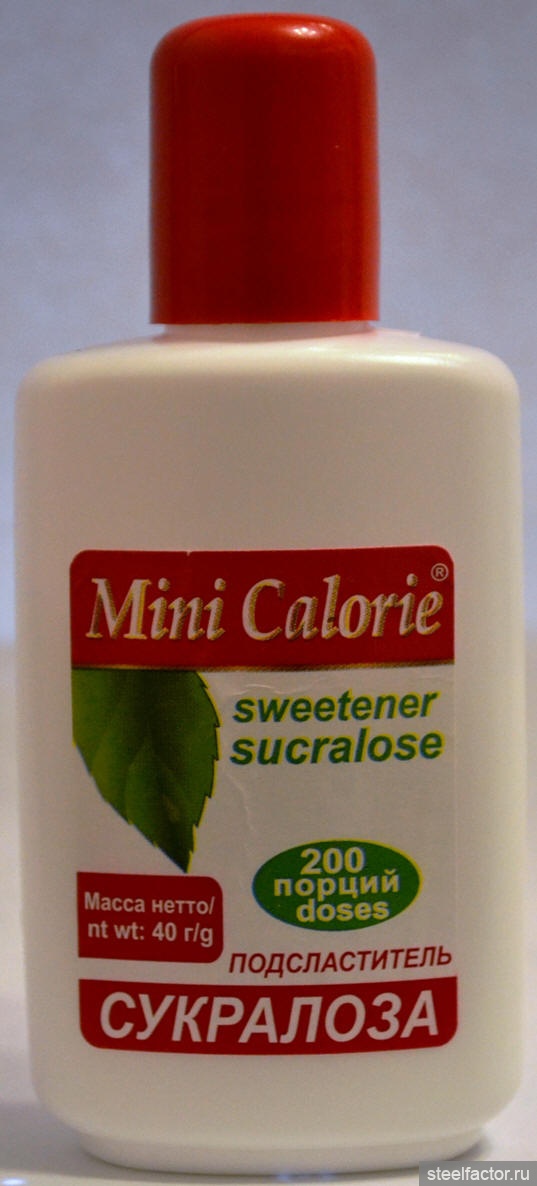 Mini Calorie®
sweetener
sucralose
200
порций
doses
Масса нетто/
nt wt: 40 г/g
ПОДСЛАСТИТЕЛЬ
СУКРАЛОЗА
steelfactor.ru